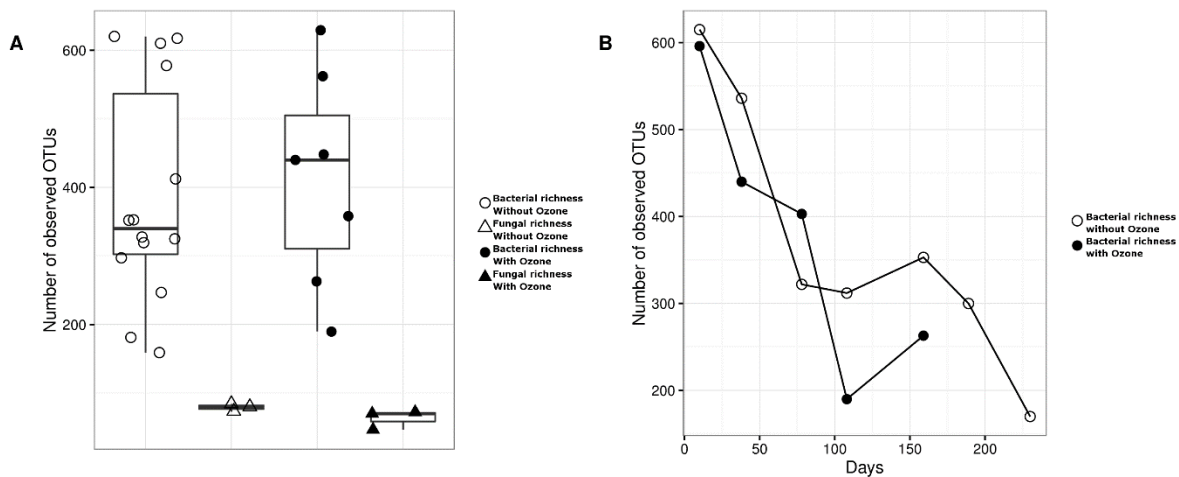 A
Number of observed OTUs
600
400
200
Bacterial richness
Without Ozone
Fungal richness
Without Ozone
Bacterial richness
With Ozone
Fungal richness
With Ozone
B
Number of observed OTUs
600
500
400
300
200
0
50
100
150
200
Days
Bacterial richness
without Ozone
Bacterial richness
with Ozone